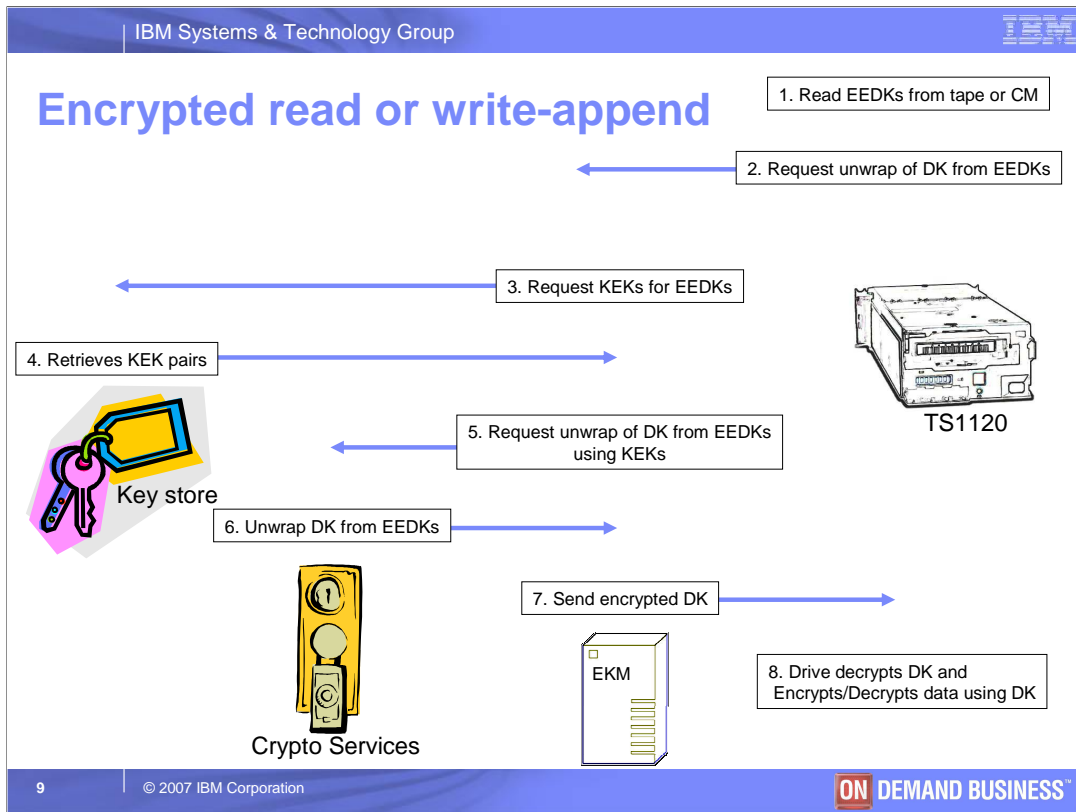 IBM Systems & Technology Group
IBM
Encrypted read or write-append
1. Read EEDKs from tape or CM
2. Request unwrap of DK from EEDKs
3. Request KEKs for EEDKs
4. Retrieves KEK pairs
TS1120
5. Request unwrap of DK from EEDKs
using KEKs
Key store
6. Unwrap DK from EEDKs
7. Send encrypted DK
EKM
8. Drive decrypts DK and
Encrypts/Decrypts data using DK
Crypto Services
9
© 2007 IBM Corporation
ON DEMAND BUSINESS™